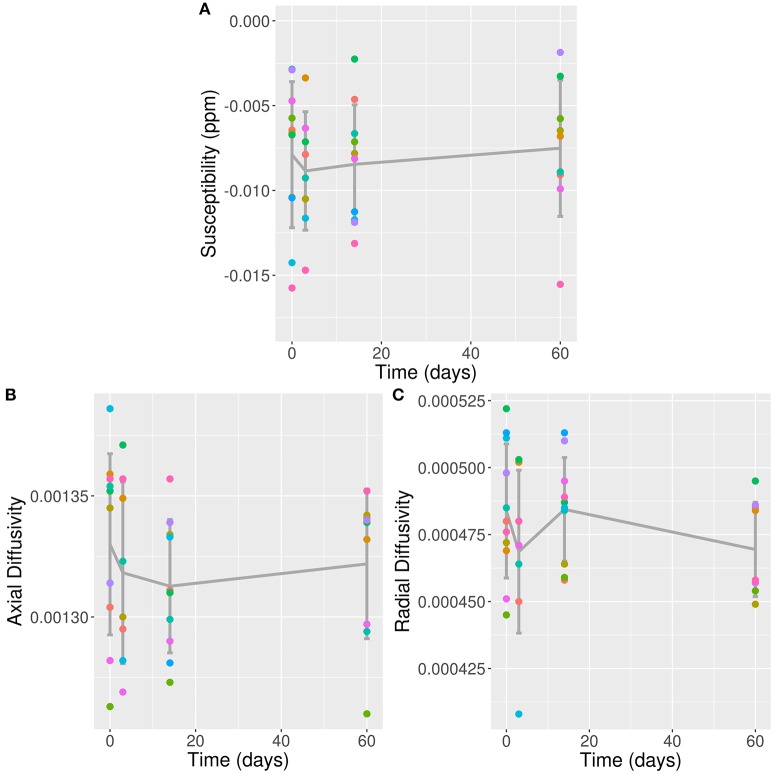 A
0.000
-0.005
-0.010
-0.015
Susceptibility (ppm)
0 20 40 60
Time (days)
B
0.00135
0.00130
Axial Diffusivity
0 20 40 60
Time (days)
C
0.000525
0.000500
0.000475
0.000450
0.000425
Radial Diffusivity
0 20 40 60
Time (days)